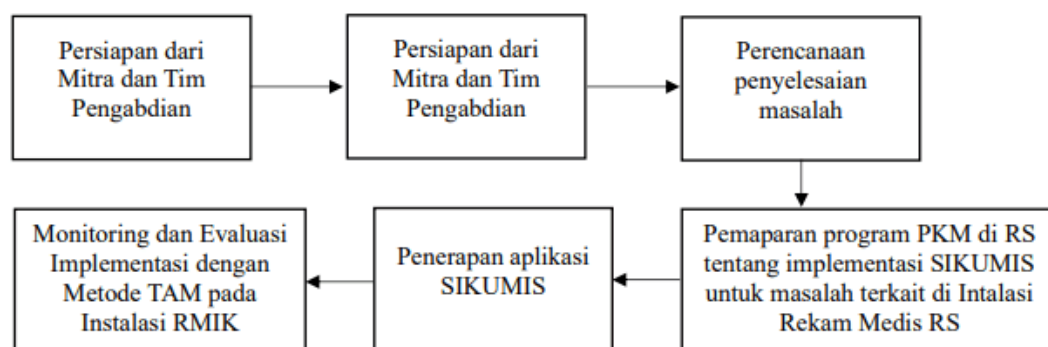 Persiapan dari
Mitra dan Tim
Pengabdian
Persiapan dari
Mitra dan Tim
Pengabdian
Perencanaan
penyelesaian
masalah
Pemaparan program PKM di RS
tentang implementasi SIKUMIS
untuk masalah terkait di Intalasi
Rekam Medis RS
Penerapan aplikasi
SIKUMIS
Monitoring dan Evaluasi
Implementasi dengan
Metode TAM pada
Instalasi RMIK